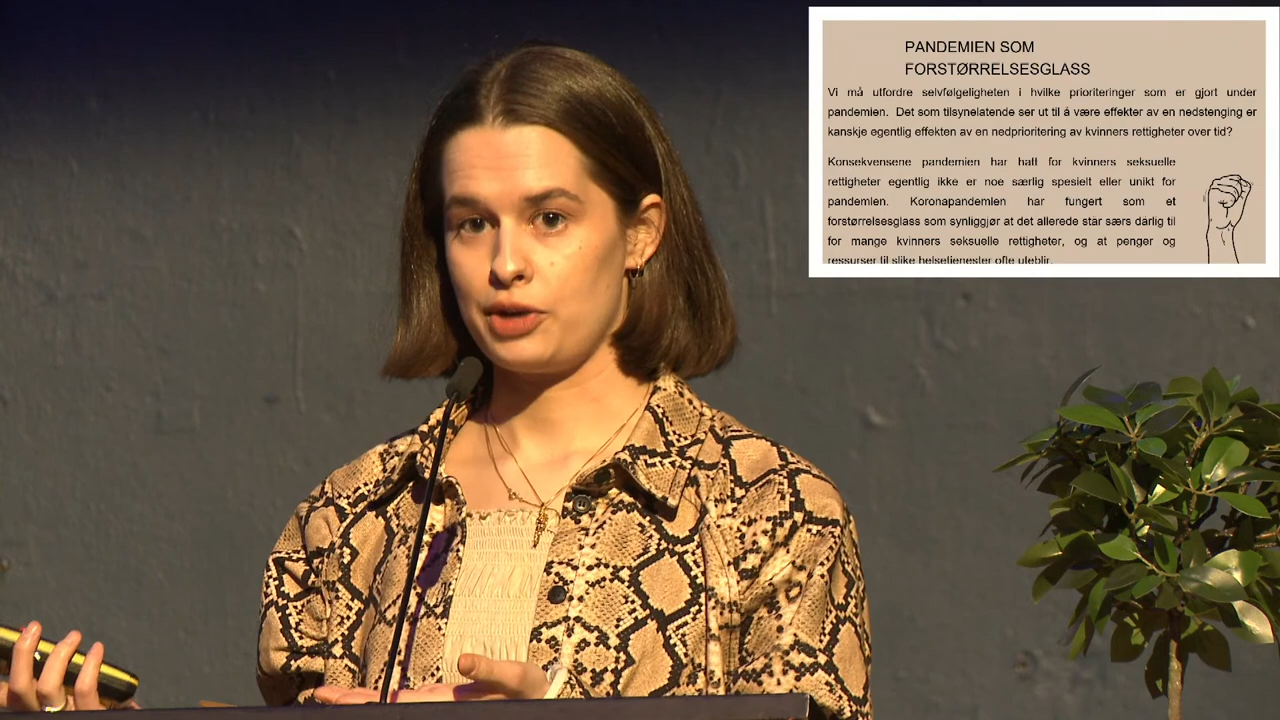 PANDEMIEN SOM
FORSTØRRELSESGLASS
Vi må utfordre selvfølgeligheten i hvilke prioriteringer som er gjort under
pandemien. Det som tilsynelatende ser ut til å være effekter av en nedstenging er
kanskje egentlig effekten av en nedprioritering av kvinners rettigheter over tid?
Konsekvensene pandemien har hatt for kvinners seksuelle
rettigheter egentlig ikke er noe særlig spesielt eller unikt for
pandemien. Koronapandemien har fungert som et
forstørrelsesglass som synliggjør at det allerede står særs dårlig til
for mange kvinners seksuelle rettigheter, og at penger og
ressurser til slike helsetjenester ofte uteblir.